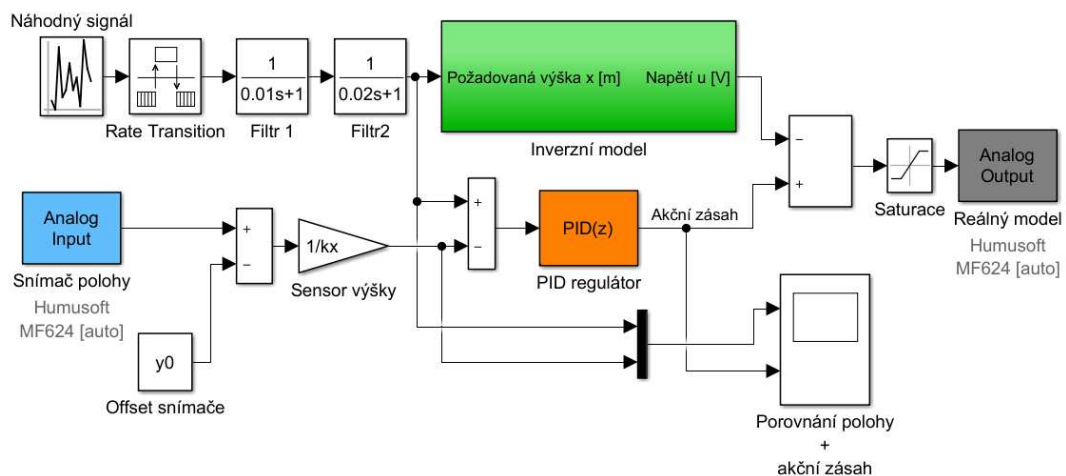 Náhodný signál
Rate Transition
1
0.01s+1
Filtr 1
1
0.02s+1
Filtr2
Požadovaná výška x [m]
Napětí u [V]
Inverzní model
−
+
Saturace
Analog
Output
Reálný model
Humusoft
MF624 [auto]
Analog
Input
Snímač polohy
Humusoft
MF624 [auto]
+
−
1/kx
Sensor výšky
+
−
PID(z)
PID regulátor
Akční zásah
y0
Offset snímače
Porovnání polohy
+
akční zásah